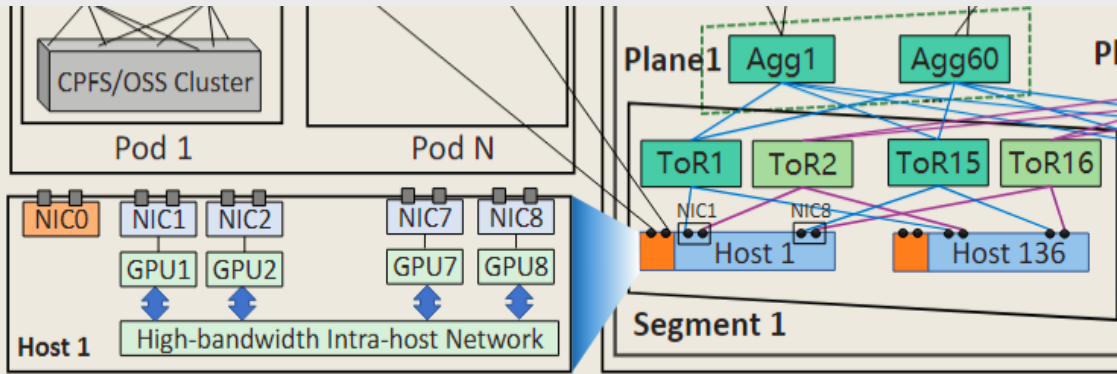 CPFS/OSS Cluster
Pod 1
Pod N
NIC0
NIC1
NIC2
NIC7
NIC8
GPU1
GPU2
GPU7
GPU8
High-bandwidth Intra-host Network
Host 1
Plane1
Agg1
Agg60
Pl
ToR1
ToR2
ToR15
ToR16
NIC1
NIC8
Host 1
Host 136
Segment 1